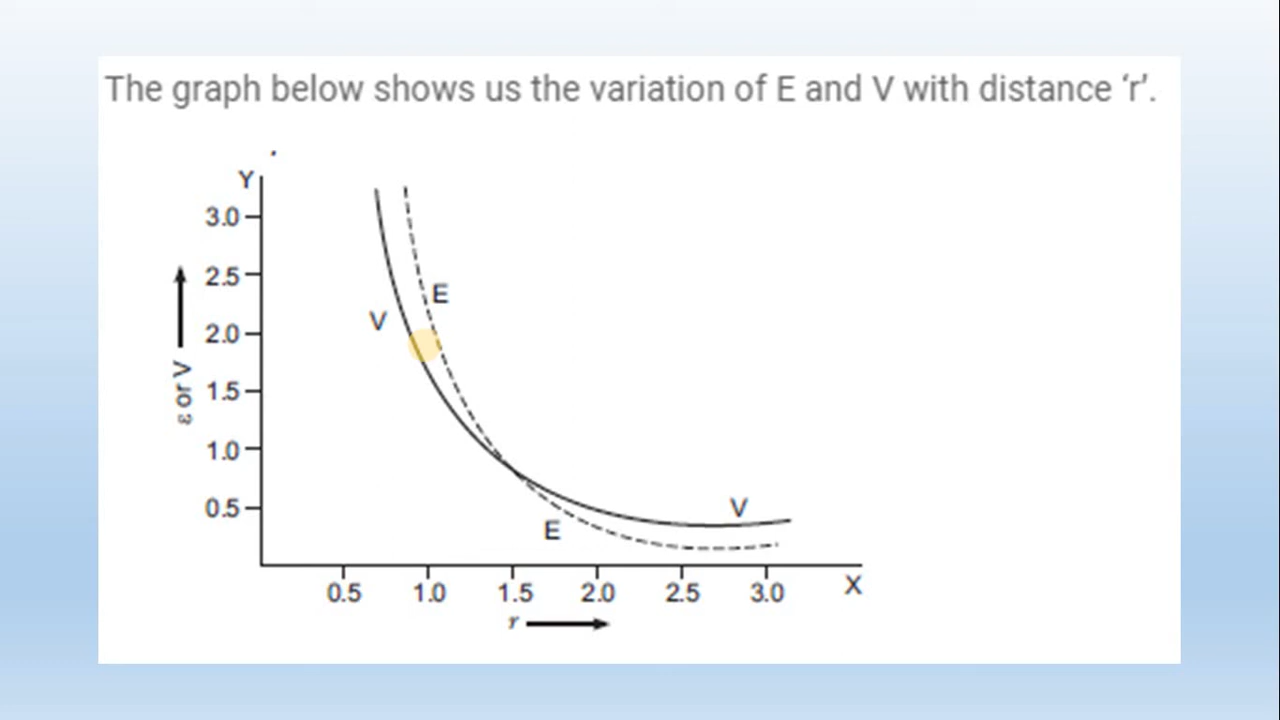 The graph below shows us the variation of E and V with distance ‘r’.
Y
3.0
2.5
2.0
1.5
1.0
0.5
ε or V
V
E
E
V
0.5 1.0 1.5 2.0 2.5 3.0 X
r